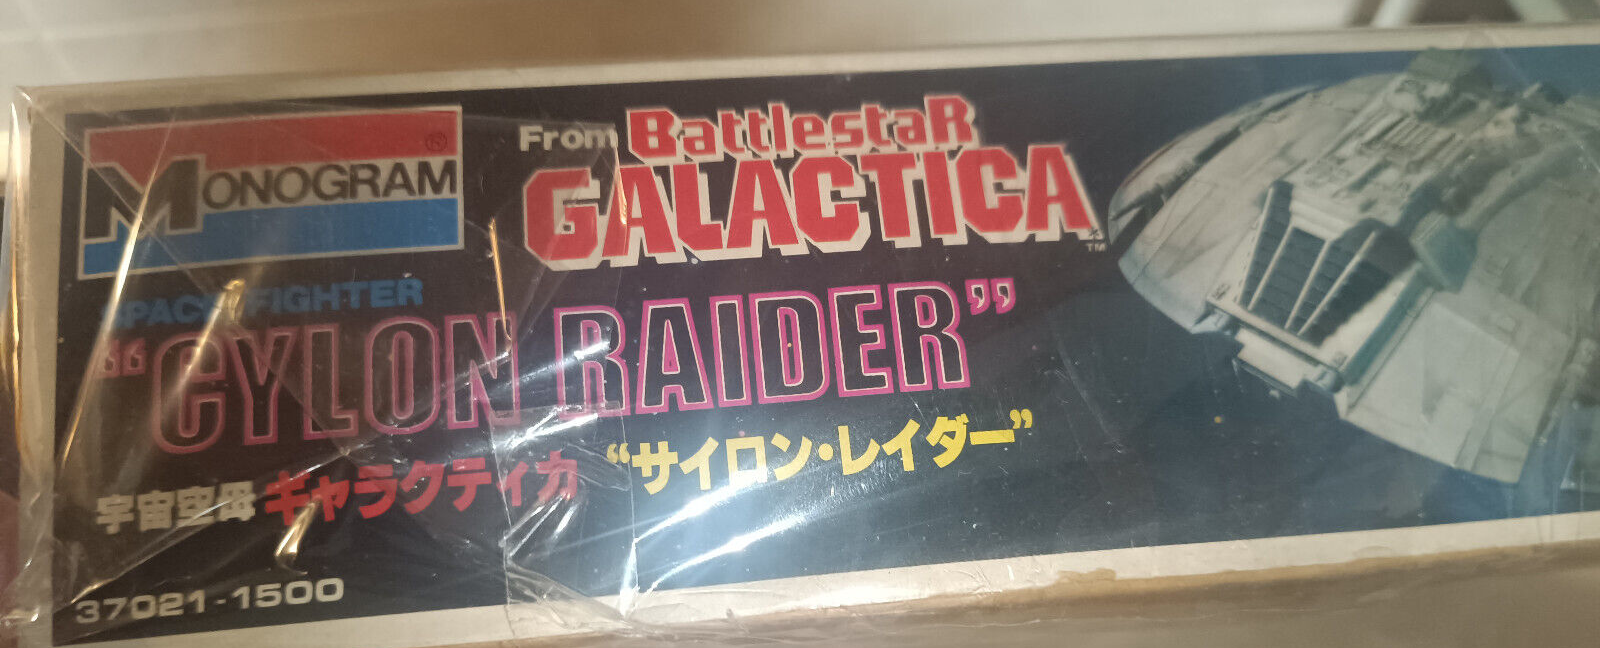 MONOGRAM ®
From Battlestar
GALACTICA ™
SPACE FIGHTER
“CYLON RAIDER”
宇宙空母 ギャラクティカ “サイロン・レイダー”
37021-1500